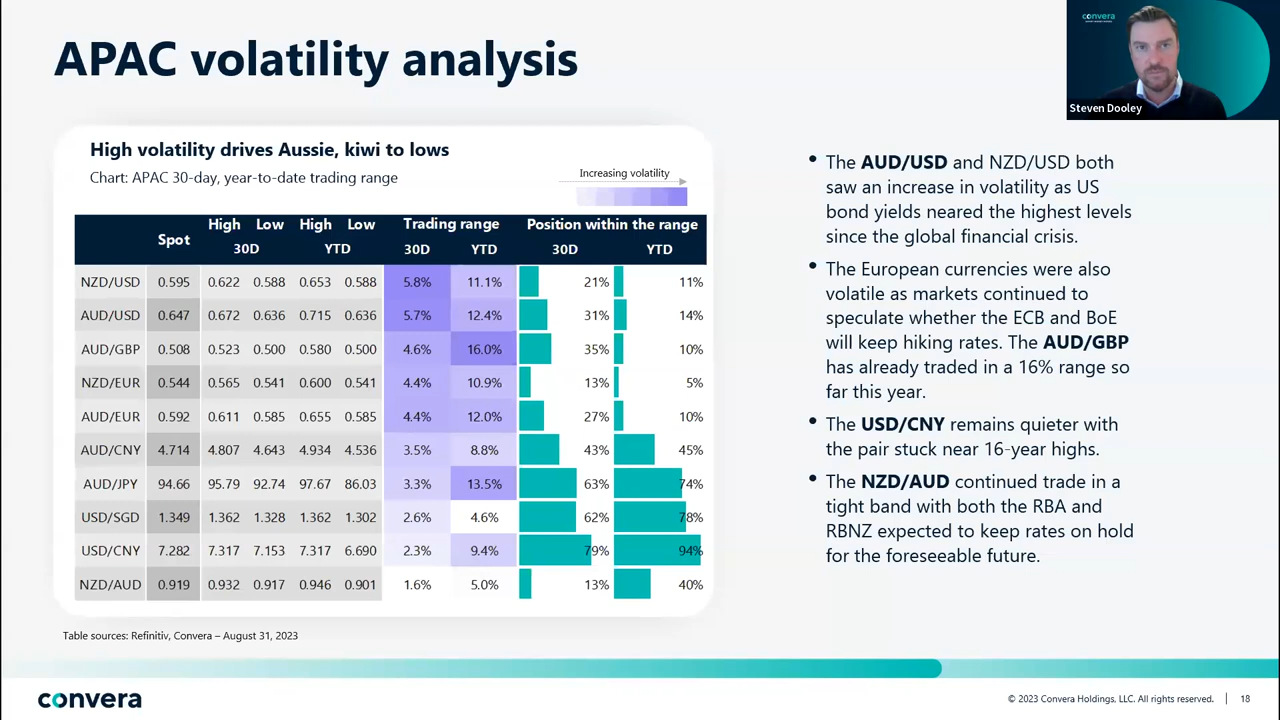 APAC volatility analysis
convera
Steven Dooley
High volatility drives Aussie, kiwi to lows
Chart: APAC 30-day, year-to-date trading range
Increasing volatility
Spot High Low High Low Trading range Position within the range
30D YTD 30D YTD 30D YTD
NZD/USD 0.595 0.622 0.588 0.653 0.588 5.8% 11.1% 21% 11%
AUD/USD 0.647 0.672 0.636 0.715 0.636 5.7% 12.4% 31% 14%
AUD/GBP 0.508 0.523 0.500 0.580 0.500 4.6% 16.0% 35% 10%
NZD/EUR 0.544 0.565 0.541 0.600 0.541 4.4% 10.9% 13% 5%
AUD/EUR 0.592 0.611 0.585 0.655 0.585 4.4% 12.0% 27% 10%
AUD/CNY 4.714 4.807 4.643 4.934 4.536 3.5% 8.8% 43% 45%
AUD/JPY 94.66 95.79 92.74 97.67 86.03 3.3% 13.5% 63% 74%
USD/SGD 1.349 1.362 1.328 1.362 1.302 2.6% 4.6% 62% 78%
USD/CNY 7.282 7.317 7.153 7.317 6.690 2.3% 9.4% 79% 94%
NZD/AUD 0.919 0.932 0.917 0.946 0.901 1.6% 5.0% 13% 40%
Table sources: Refinitiv, Convera – August 31, 2023
• The AUD/USD and NZD/USD both
saw an increase in volatility as US
bond yields neared the highest levels
since the global financial crisis.
• The European currencies were also
volatile as markets continued to
speculate whether the ECB and BoE
will keep hiking rates. The AUD/GBP
has already traded in a 16% range so
far this year.
• The USD/CNY remains quieter with
the pair stuck near 16-year highs.
• The NZD/AUD continued trade in a
tight band with both the RBA and
RBNZ expected to keep rates on hold
for the foreseeable future.
convera
© 2023 Convera Holdings, LLC. All rights reserved. | 18